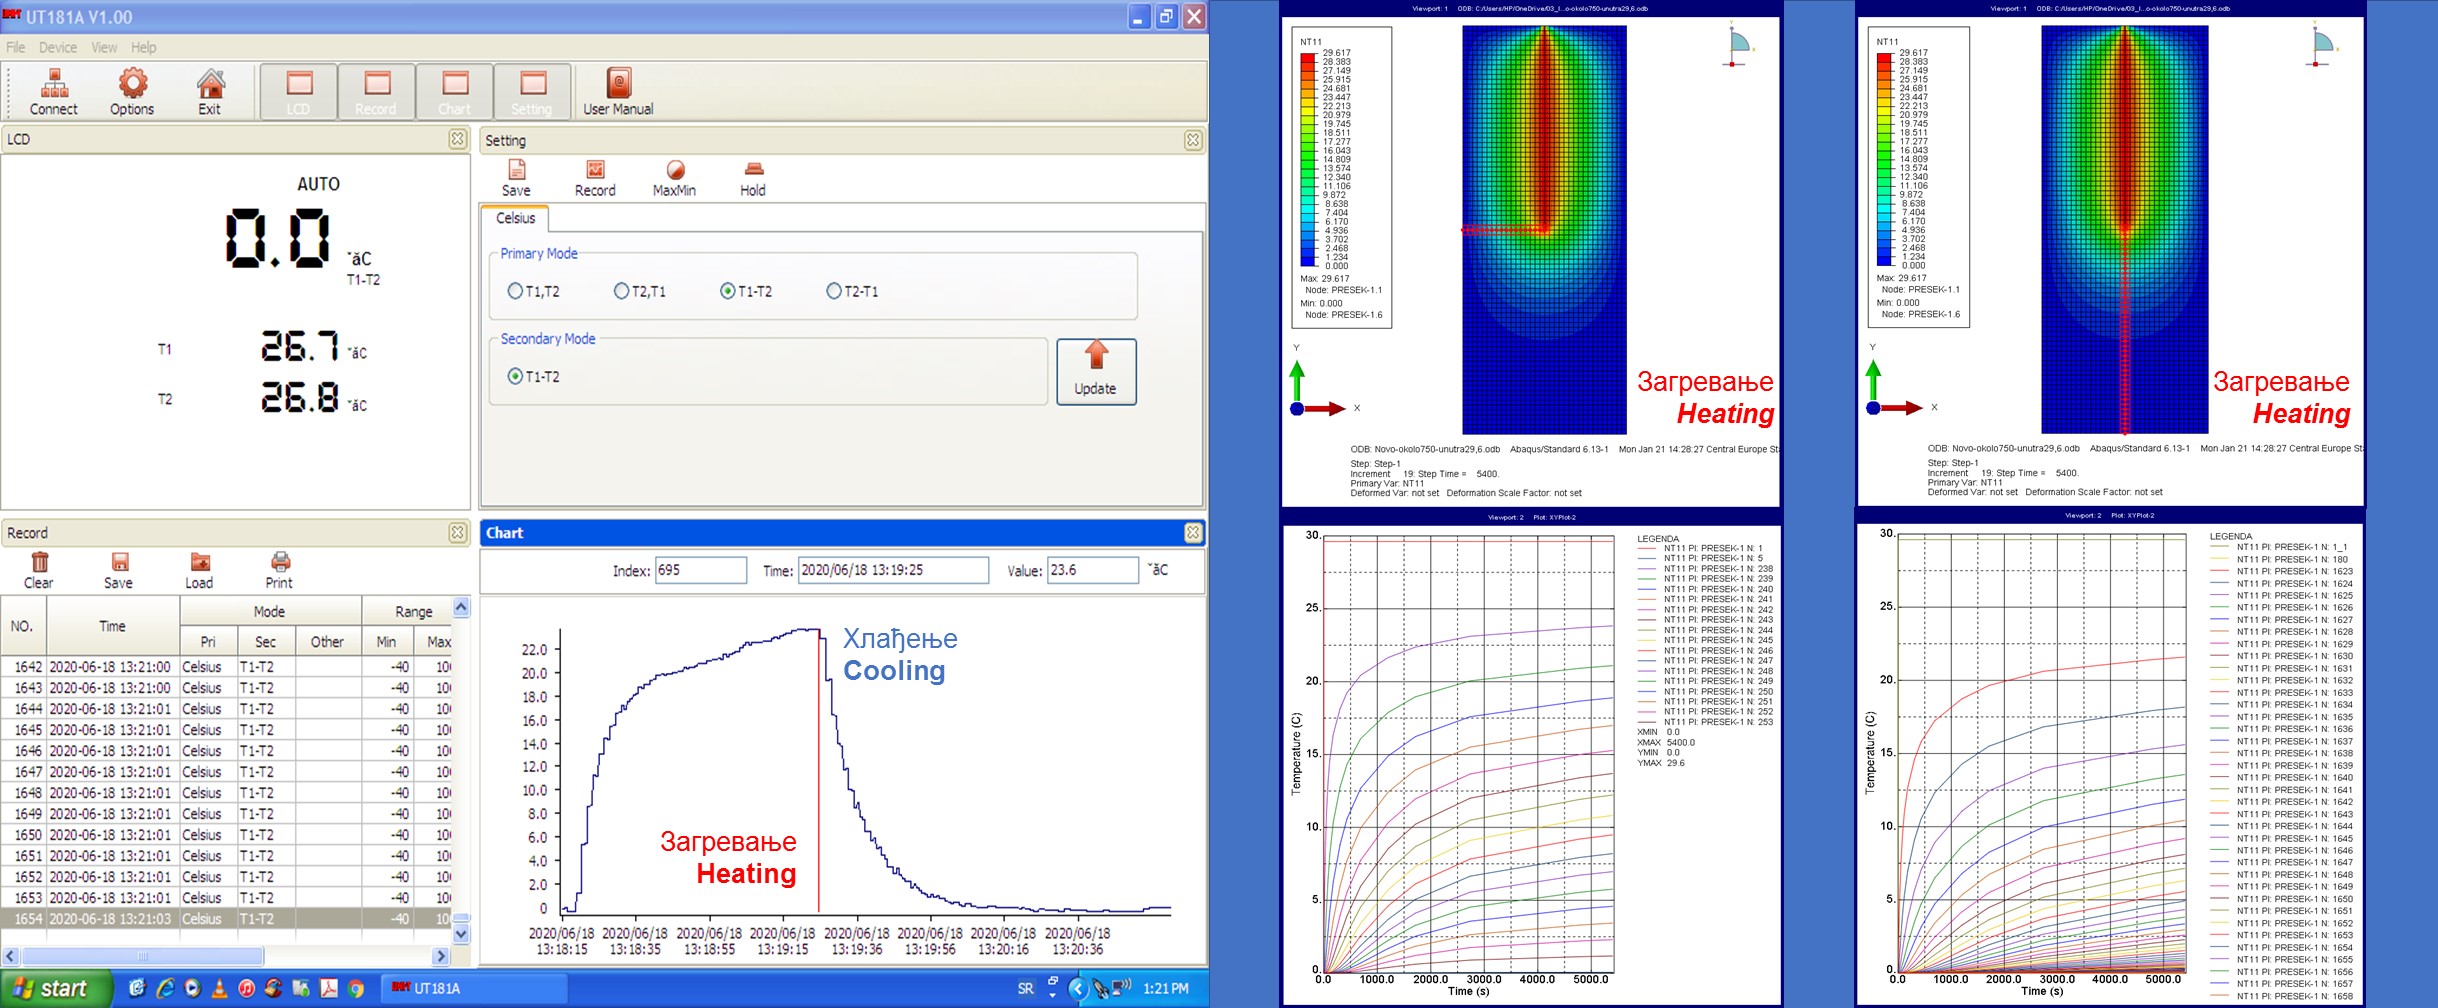 UT181A V1.00
File Device View Help
Connect Options Exit LCD Record Chart Setting User Manual
LCD
AUTO
0.0 ˇăC
T1-T2
T1 26.7 ˇăC
T2 26.8 ˇăC
Setting
Save Record MaxMin Hold
Celsius
Primary Mode
T1,T2 T2,T1 T1-T2 T2-T1
Secondary Mode
T1-T2
Update
Record
Clear Save Load Print
NO. Time Mode Range
Pri Sec Other Min Max
1642 2020-06-18 13:21:00 Celsius T1-T2 -40 10
1643 2020-06-18 13:21:00 Celsius T1-T2 -40 10
1644 2020-06-18 13:21:01 Celsius T1-T2 -40 10
1645 2020-06-18 13:21:01 Celsius T1-T2 -40 10
1646 2020-06-18 13:21:01 Celsius T1-T2 -40 10
1647 2020-06-18 13:21:01 Celsius T1-T2 -40 10
1648 2020-06-18 13:21:01 Celsius T1-T2 -40 10
1649 2020-06-18 13:21:01 Celsius T1-T2 -40 10
1650 2020-06-18 13:21:01 Celsius T1-T2 -40 10
1651 2020-06-18 13:21:01 Celsius T1-T2 -40 10
1652 2020-06-18 13:21:01 Celsius T1-T2 -40 10
1653 2020-06-18 13:21:01 Celsius T1-T2 -40 10
1654 2020-06-18 13:21:03 Celsius T1-T2 -40 10
Chart
Index: 695 Time: 2020/06/18 13:19:25 Value: 23.6 ˇăC
22.0
20.0
18.0
16.0
14.0
12.0
10.0
8.0
6.0
4.0
2.0
0
Хлађење
Cooling
Загревање
Heating
2020/06/18 2020/06/18 2020/06/18 2020/06/18 2020/06/18 2020/06/18 2020/06/18 2020/06/18
13:18:15 13:18:35 13:18:55 13:19:15 13:19:36 13:19:56 13:20:16 13:20:36
start UT181A SR 1:21 PM
Viewport: 1 ODB: C:/Users/HP/OneDrive/03_I...o-okolo750-unutra29,6.odb
NT11
29.617
28.383
27.149
25.915
24.681
23.447
22.213
20.979
19.745
18.511
17.277
16.043
14.809
13.574
12.340
11.106
9.872
8.638
7.404
6.170
4.936
3.702
2.468
1.234
0.000
Max: 29.617
Node: PRESEK-1.1
Min: 0.000
Node: PRESEK-1.6
Y
X
Загревање
Heating
ODB: Novo-okolo750-unutra29,6.odb Abaqus/Standard 6.13-1 Mon Jan 21 14:28:27 Central Europe St
Step: Step-1
Increment 19: Step Time = 5400.
Primary Var: NT11
Deformed Var: not set Deformation Scale Factor: not set
Viewport: 2 Plot: XYPlot-2
30.
25.
20.
15.
10.
5.
0.
Temperature (C)
0.0 1000.0 2000.0 3000.0 4000.0 5000.0
Time (s)
LEGENDA
NT11 PI: PRESEK-1 N: 1
NT11 PI: PRESEK-1 N: 5
NT11 PI: PRESEK-1 N: 238
NT11 PI: PRESEK-1 N: 239
NT11 PI: PRESEK-1 N: 240
NT11 PI: PRESEK-1 N: 241
NT11 PI: PRESEK-1 N: 242
NT11 PI: PRESEK-1 N: 243
NT11 PI: PRESEK-1 N: 244
NT11 PI: PRESEK-1 N: 245
NT11 PI: PRESEK-1 N: 246
NT11 PI: PRESEK-1 N: 247
NT11 PI: PRESEK-1 N: 248
NT11 PI: PRESEK-1 N: 249
NT11 PI: PRESEK-1 N: 250
NT11 PI: PRESEK-1 N: 251
NT11 PI: PRESEK-1 N: 252
NT11 PI: PRESEK-1 N: 253
XMIN 0.0
XMAX 5400.0
YMIN 0.0
YMAX 29.6
Viewport: 1 ODB: C:/Users/HP/OneDrive/03_I...o-okolo750-unutra29,6.odb
NT11
29.617
28.383
27.149
25.915
24.681
23.447
22.213
20.979
19.745
18.511
17.277
16.043
14.809
13.574
12.340
11.106
9.872
8.638
7.404
6.170
4.936
3.702
2.468
1.234
0.000
Max: 29.617
Node: PRESEK-1.1
Min: 0.000
Node: PRESEK-1.6
Y
X
Загревање
Heating
ODB: Novo-okolo750-unutra29,6.odb Abaqus/Standard 6.13-1 Mon Jan 21 14:28:27 Central Europe St
Step: Step-1
Increment 19: Step Time = 5400.
Primary Var: NT11
Deformed Var: not set Deformation Scale Factor: not set
Viewport: 2 Plot: XYPlot-2
30.
25.
20.
15.
10.
5.
0.
Temperature (C)
0.0 1000.0 2000.0 3000.0 4000.0 5000.0
Time (s)
LEGENDA
NT11 PI: PRESEK-1 N: 1_1
NT11 PI: PRESEK-1 N: 180
NT11 PI: PRESEK-1 N: 1623
NT11 PI: PRESEK-1 N: 1624
NT11 PI: PRESEK-1 N: 1625
NT11 PI: PRESEK-1 N: 1626
NT11 PI: PRESEK-1 N: 1627
NT11 PI: PRESEK-1 N: 1628
NT11 PI: PRESEK-1 N: 1629
NT11 PI: PRESEK-1 N: 1630
NT11 PI: PRESEK-1 N: 1631
NT11 PI: PRESEK-1 N: 1632
NT11 PI: PRESEK-1 N: 1633
NT11 PI: PRESEK-1 N: 1634
NT11 PI: PRESEK-1 N: 1635
NT11 PI: PRESEK-1 N: 1636
NT11 PI: PRESEK-1 N: 1637
NT11 PI: PRESEK-1 N: 1638
NT11 PI: PRESEK-1 N: 1639
NT11 PI: PRESEK-1 N: 1640
NT11 PI: PRESEK-1 N: 1641
NT11 PI: PRESEK-1 N: 1642
NT11 PI: PRESEK-1 N: 1643
NT11 PI: PRESEK-1 N: 1644
NT11 PI: PRESEK-1 N: 1645
NT11 PI: PRESEK-1 N: 1646
NT11 PI: PRESEK-1 N: 1647
NT11 PI: PRESEK-1 N: 1648
NT11 PI: PRESEK-1 N: 1649
NT11 PI: PRESEK-1 N: 1650
NT11 PI: PRESEK-1 N: 1651
NT11 PI: PRESEK-1 N: 1652
NT11 PI: PRESEK-1 N: 1653
NT11 PI: PRESEK-1 N: 1654
NT11 PI: PRESEK-1 N: 1655
NT11 PI: PRESEK-1 N: 1656
NT11 PI: PRESEK-1 N: 1657
NT11 PI: PRESEK-1 N: 1658